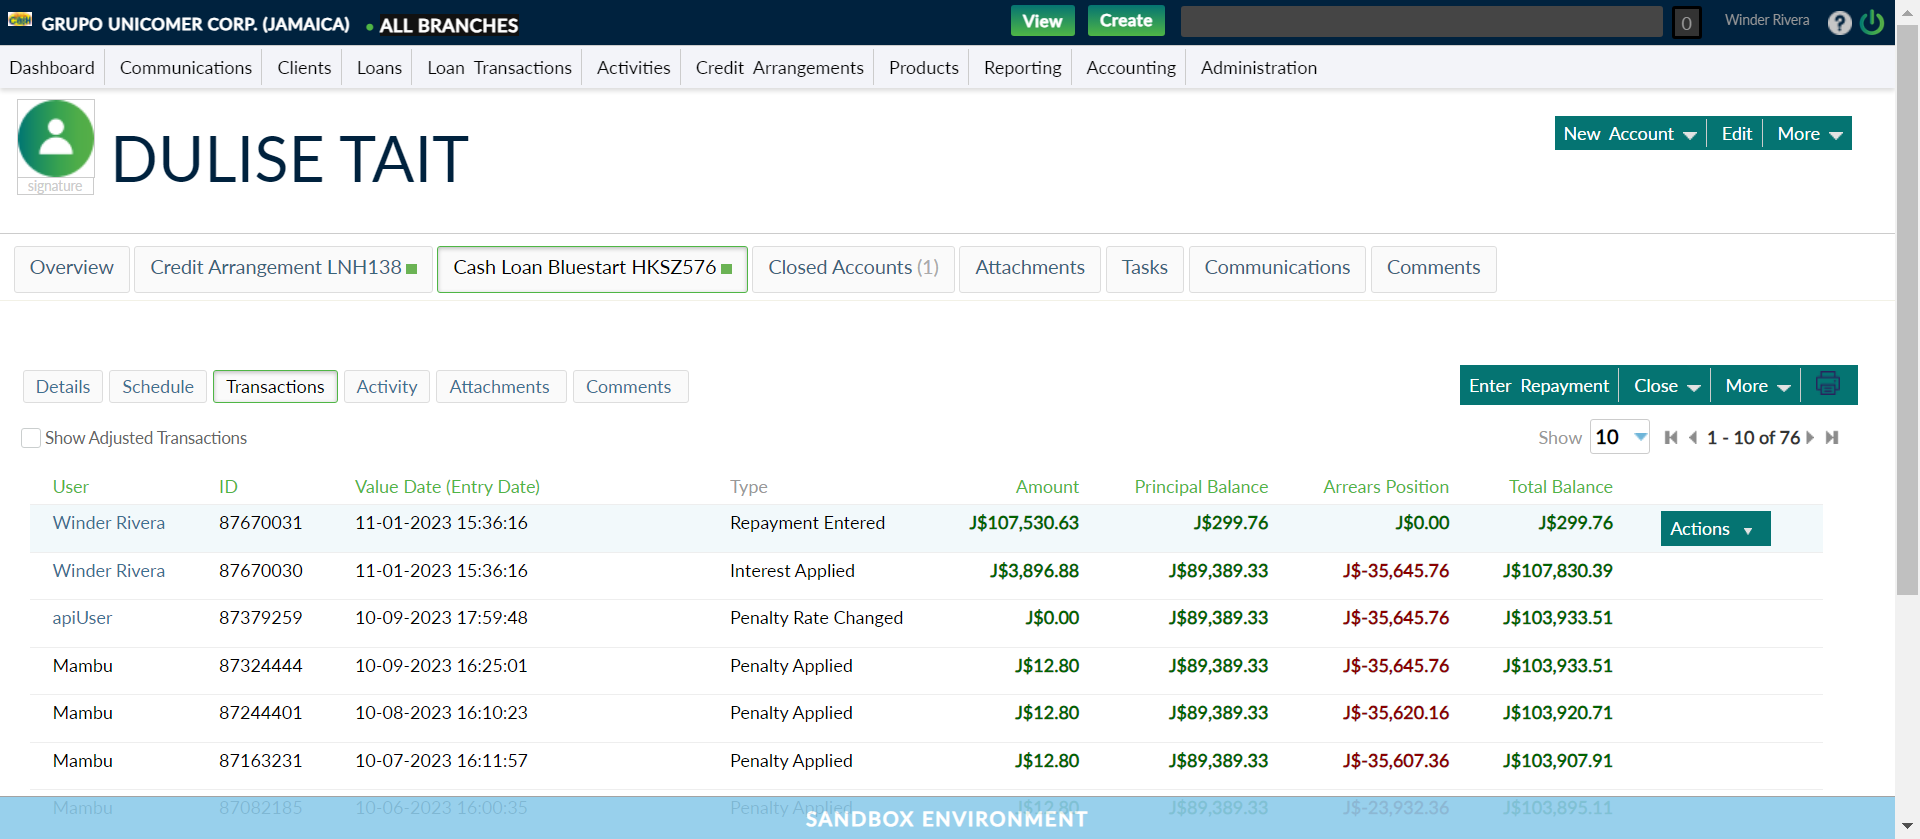 GRUPO UNICOMER CORP. (JAMAICA) • ALL BRANCHES View Create 0 Winder Rivera ?
Dashboard Communications Clients Loans Loan Transactions Activities Credit Arrangements Products Reporting Accounting Administration
signature
DULISE TAIT
New Account Edit More
Overview Credit Arrangement LNH138 Cash Loan Bluestart HKSZ576 Closed Accounts (1) Attachments Tasks Communications Comments
Details Schedule Transactions Activity Attachments Comments Enter Repayment Close More
Show Adjusted Transactions Show 10 1 - 10 of 76
User ID Value Date (Entry Date) Type Amount Principal Balance Arrears Position Total Balance
Winder Rivera 87670031 11-01-2023 15:36:16 Repayment Entered J$107,530.63 J$299.76 J$0.00 J$299.76 Actions
Winder Rivera 87670030 11-01-2023 15:36:16 Interest Applied J$3,896.88 J$89,389.33 J$-35,645.76 J$107,830.39
apiUser 87379259 10-09-2023 17:59:48 Penalty Rate Changed J$0.00 J$89,389.33 J$-35,645.76 J$103,933.51
Mambu 87324444 10-09-2023 16:25:01 Penalty Applied J$12.80 J$89,389.33 J$-35,645.76 J$103,933.51
Mambu 87244401 10-08-2023 16:10:23 Penalty Applied J$12.80 J$89,389.33 J$-35,620.16 J$103,920.71
Mambu 87163231 10-07-2023 16:11:57 Penalty Applied J$12.80 J$89,389.33 J$-35,607.36 J$103,907.91
Mambu 87082185 10-06-2023 16:00:35 Penalty Applied J$12.80 J$89,389.33 J$-23,932.36 J$103,895.11
SANDBOX ENVIRONMENT